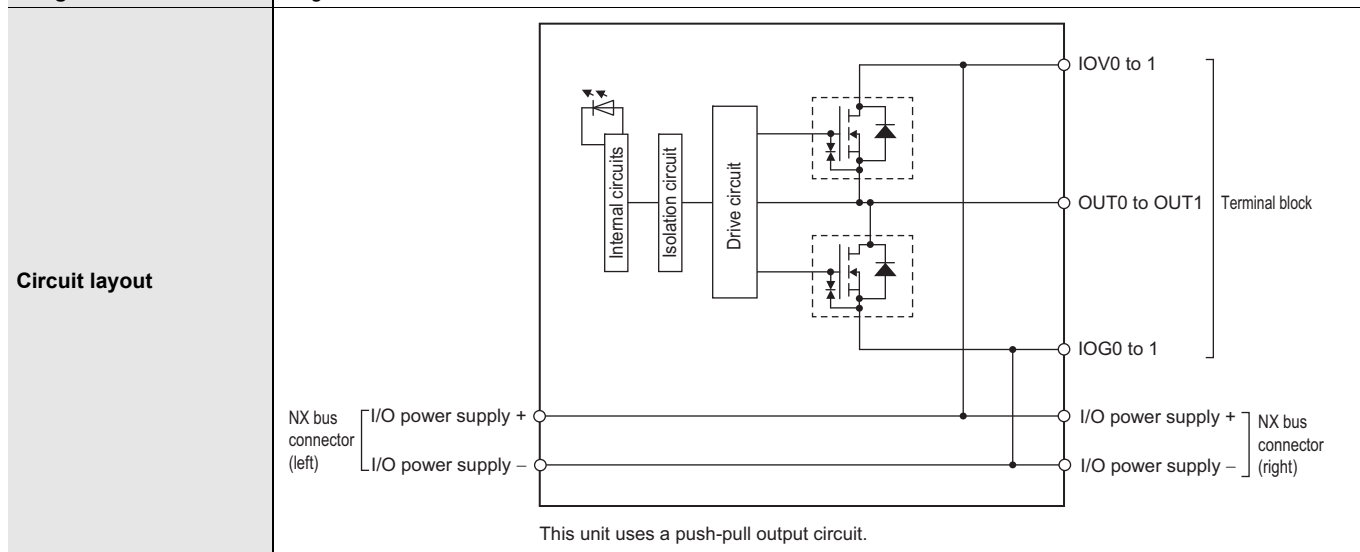 IOV0 to 1
Internal circuits
Isolation circuit
Drive circuit
OUT0 to OUT1
Terminal block
Circuit layout
IOG0 to 1
NX bus
connector
(left)
I/O power supply +
I/O power supply –
I/O power supply +
I/O power supply –
NX bus
connector
(right)
This unit uses a push-pull output circuit.